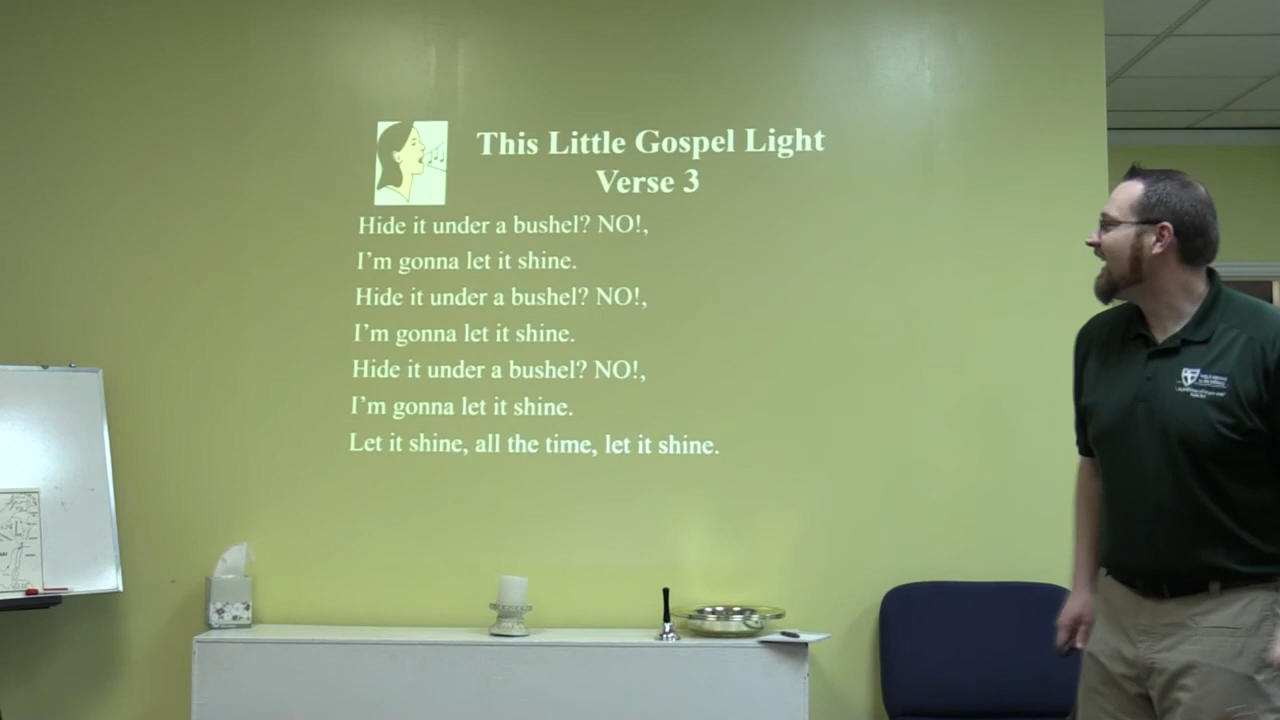 This Little Gospel Light
Verse 3
Hide it under a bushel? NO!,
I'm gonna let it shine.
Hide it under a bushel? NO!,
I'm gonna let it shine.
Hide it under a bushel? NO!,
I'm gonna let it shine.
Let it shine, all the time, let it shine.